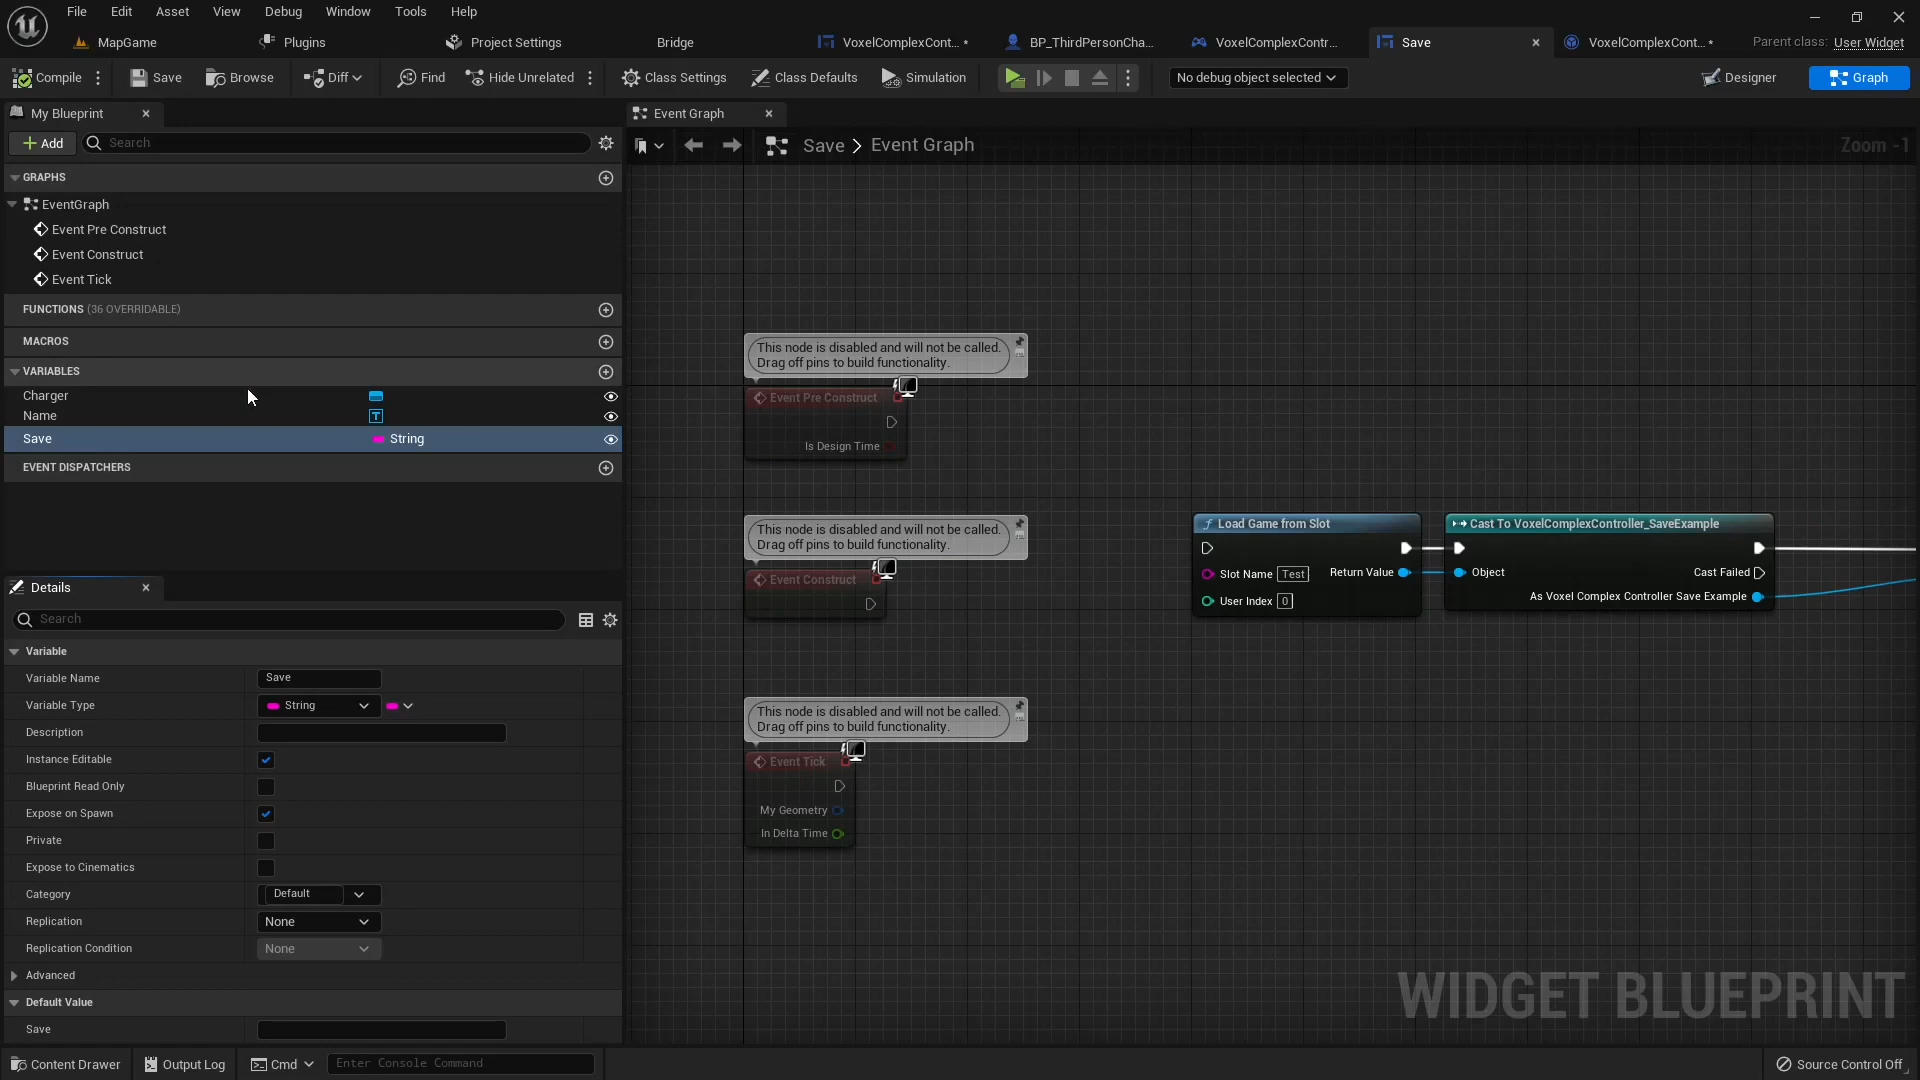 File Edit Asset View Debug Window Tools Help
MapGame Plugins Project Settings Bridge VoxelComplexCont... • BP_ThirdPersonCha... VoxelComplexContr... Save VoxelComplexCont... • Parent class: User Widget
Compile Save Browse Diff Find Hide Unrelated Class Settings Class Defaults Simulation No debug object selected Designer Graph
My Blueprint
Add Search
GRAPHS
EventGraph
Event Pre Construct
Event Construct
Event Tick
FUNCTIONS (36 OVERRIDABLE)
MACROS
VARIABLES
Charger
Name
Save String
EVENT DISPATCHERS
Details
Search
Variable
Variable Name Save
Variable Type String
Description
Instance Editable
Blueprint Read Only
Expose on Spawn
Private
Expose to Cinematics
Category Default
Replication None
Replication Condition None
Advanced
Default Value
Save
Event Graph
Save > Event Graph
Zoom -1
This node is disabled and will not be called.
Drag off pins to build functionality.
Event Pre Construct
Is Design Time
This node is disabled and will not be called.
Drag off pins to build functionality.
Event Construct
Load Game from Slot
Slot Name Test Return Value
User Index 0
Cast To VoxelComplexController_SaveExample
Object Cast Failed
As Voxel Complex Controller Save Example
This node is disabled and will not be called.
Drag off pins to build functionality.
Event Tick
My Geometry
In Delta Time
WIDGET BLUEPRINT
Content Drawer Output Log Cmd Enter Console Command Source Control Off